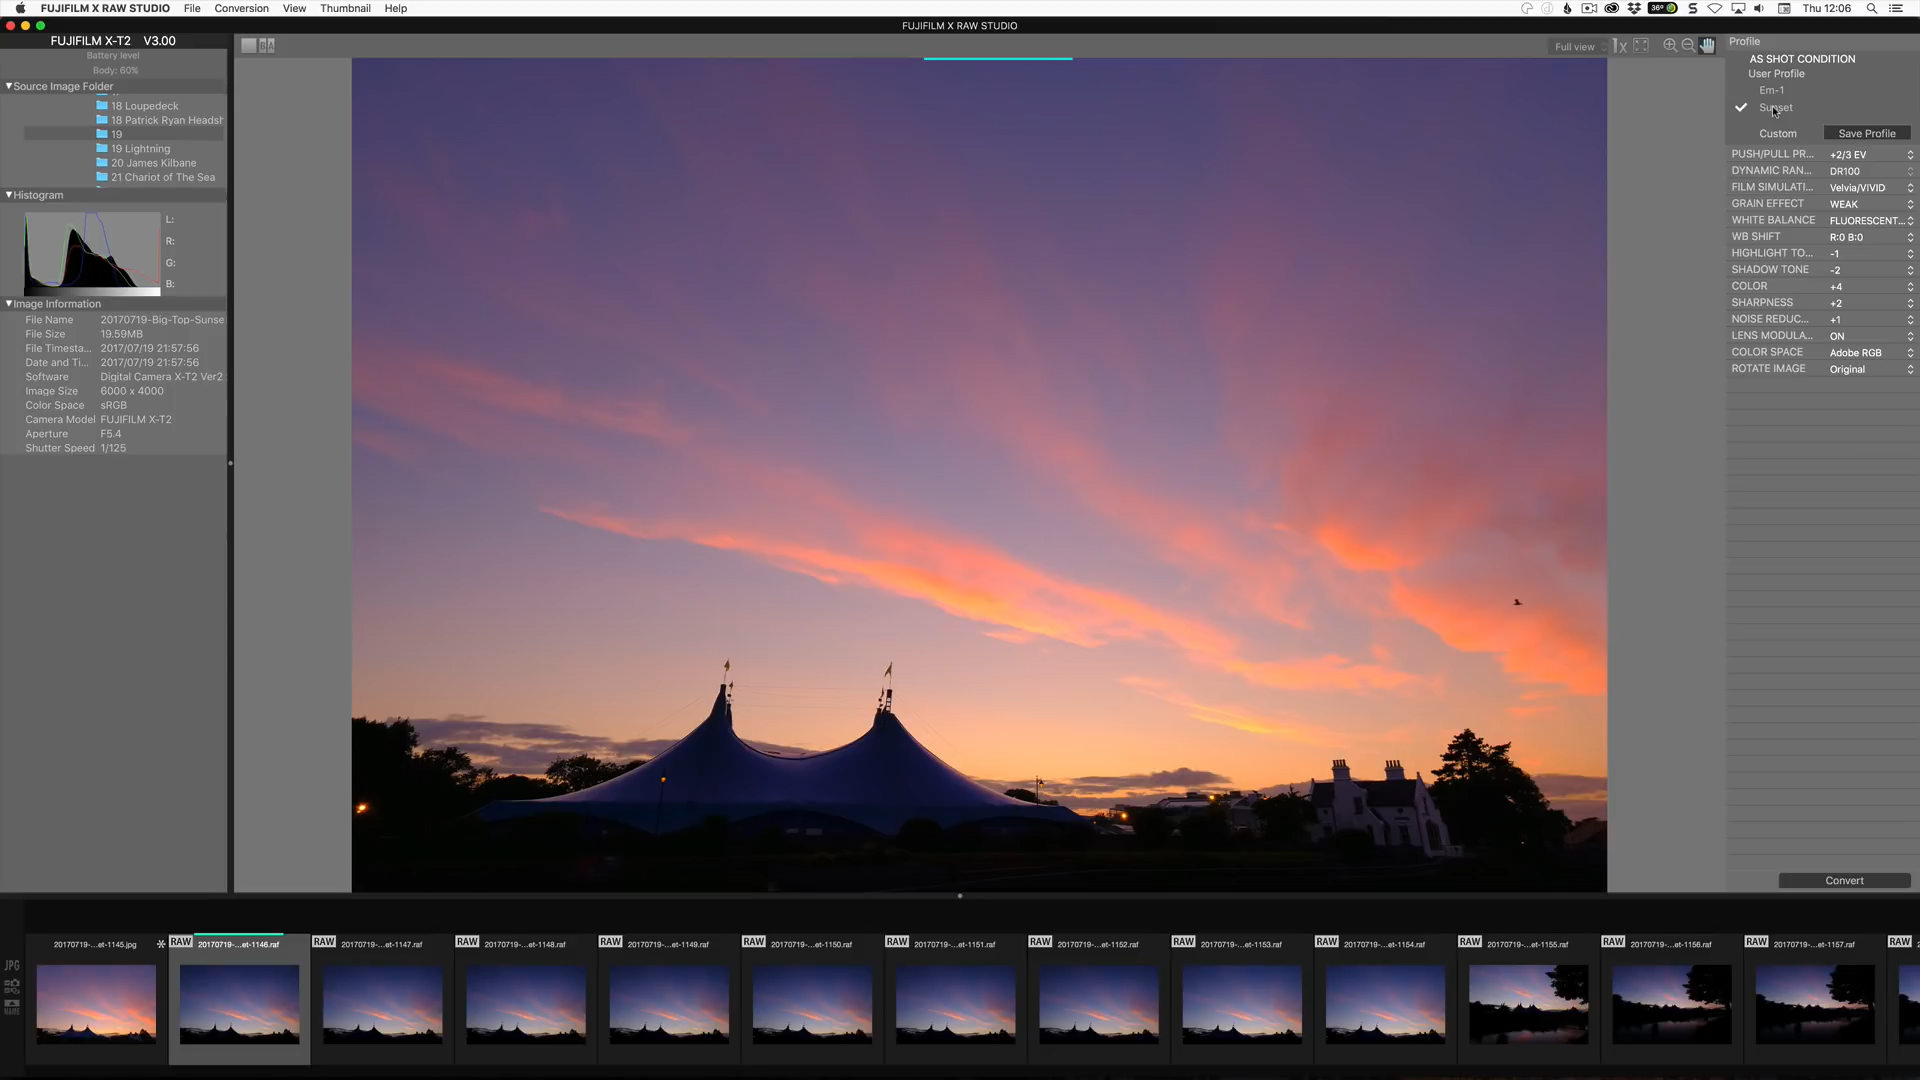 FUJIFILM X RAW STUDIO File Conversion View Thumbnail Help
36° Thu 12:06
FUJIFILM X RAW STUDIO
FUJIFILM X-T2 V3.00
Battery level
Body: 60%
Source Image Folder
18 Loupedeck
18 Patrick Ryan Headsh
19
19 Lightning
20 James Kilbane
21 Chariot of The Sea
Histogram
L:
R:
G:
B:
Image Information
File Name 20170719-Big-Top-Sunse
File Size 19.59MB
File Timesta... 2017/07/19 21:57:56
Date and Ti... 2017/07/19 21:57:56
Software Digital Camera X-T2 Ver2
Image Size 6000 x 4000
Color Space sRGB
Camera Model FUJIFILM X-T2
Aperture F5.4
Shutter Speed 1/125
B A
Full view 1x
Profile
AS SHOT CONDITION
User Profile
Em-1
Sunset
Custom Save Profile
PUSH/PULL PR... +2/3 EV
DYNAMIC RAN... DR100
FILM SIMULATI... Velvia/VIVID
GRAIN EFFECT WEAK
WHITE BALANCE FLUORESCENT...
WB SHIFT R:0 B:0
HIGHLIGHT TO... -1
SHADOW TONE -2
COLOR +4
SHARPNESS +2
NOISE REDUC... +1
LENS MODULA... ON
COLOR SPACE Adobe RGB
ROTATE IMAGE Original
Convert
JPG
NAME
20170719-...et-1145.jpg
RAW 20170719-...et-1146.raf
RAW 20170719-...et-1147.raf
RAW 20170719-...et-1148.raf
RAW 20170719-...et-1149.raf
RAW 20170719-...et-1150.raf
RAW 20170719-...et-1151.raf
RAW 20170719-...et-1152.raf
RAW 20170719-...et-1153.raf
RAW 20170719-...et-1154.raf
RAW 20170719-...et-1155.raf
RAW 20170719-...et-1156.raf
RAW 20170719-...et-1157.raf
RAW